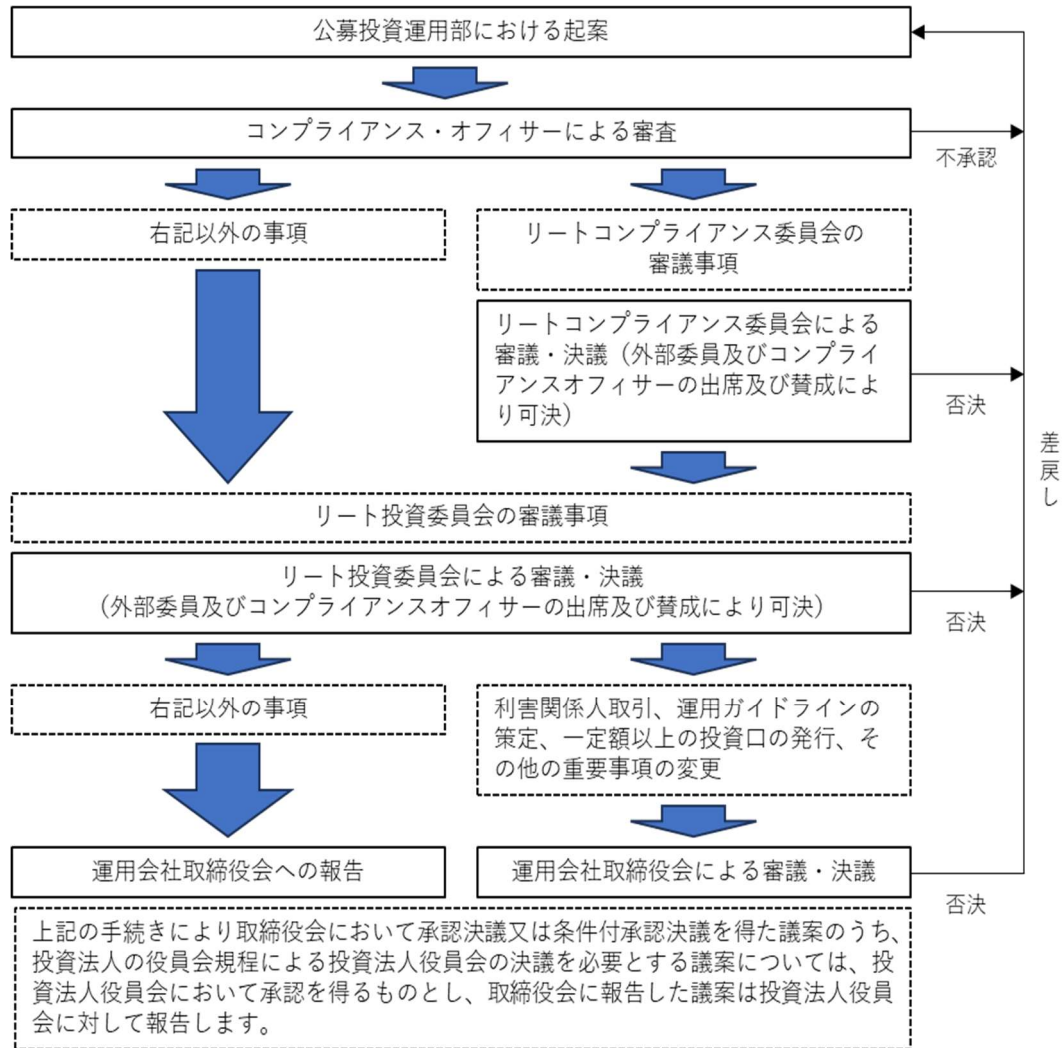 公募投資運用部における起案
コンプライアンス・オフィサーによる審査
不承認
右記以外の事項
リートコンプライアンス委員会の
審議事項
リートコンプライアンス委員会による
審議・決議（外部委員及びコンプライ
アンスオフィサーの出席及び賛成によ
り可決）
否決
差戻し
リート投資委員会の審議事項
リート投資委員会による審議・決議
（外部委員及びコンプライアンスオフィサーの出席及び賛成により可決）
否決
右記以外の事項
利害関係人取引、運用ガイドラインの
策定、一定額以上の投資口の発行、そ
の他の重要事項の変更
運用会社取締役会への報告
運用会社取締役会による審議・決議
否決
上記の手続きにより取締役会において承認決議又は条件付承認決議を得た議案のうち、
投資法人の役員会規程による投資法人役員会の決議を必要とする議案については、投
資法人役員会において承認を得るものとし、取締役会に報告した議案は投資法人役員
会に対して報告します。